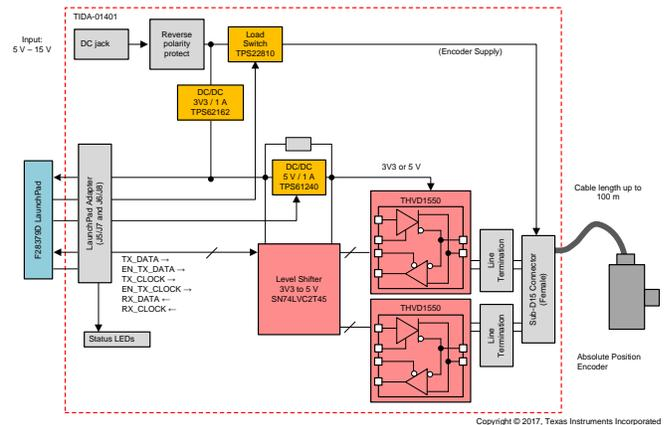 TIDA-01401
Input:
5 V – 15 V
DC jack
Reverse
polarity
protect
Load
Switch
TPS22810
(Encoder Supply)
DC/DC
3V3 / 1 A
TPS62162
DC/DC
5 V / 1 A
TPS61240
3V3 or 5 V
F28379D LaunchPad
LaunchPad Adapter
(J5/J7 and J6/J8)
TX_DATA →
EN_TX_DATA →
TX_CLOCK →
EN_TX_CLOCK →
RX_DATA ←
RX_CLOCK ←
Level Shifter
3V3 to 5 V
SN74LVC2T45
THVD1550
Line
Termination
THVD1550
Line
Termination
Sub-D15 Connector
(Female)
Cable length up to
100 m
Absolute Position
Encoder
Status LEDs
Copyright © 2017, Texas Instruments Incorporated